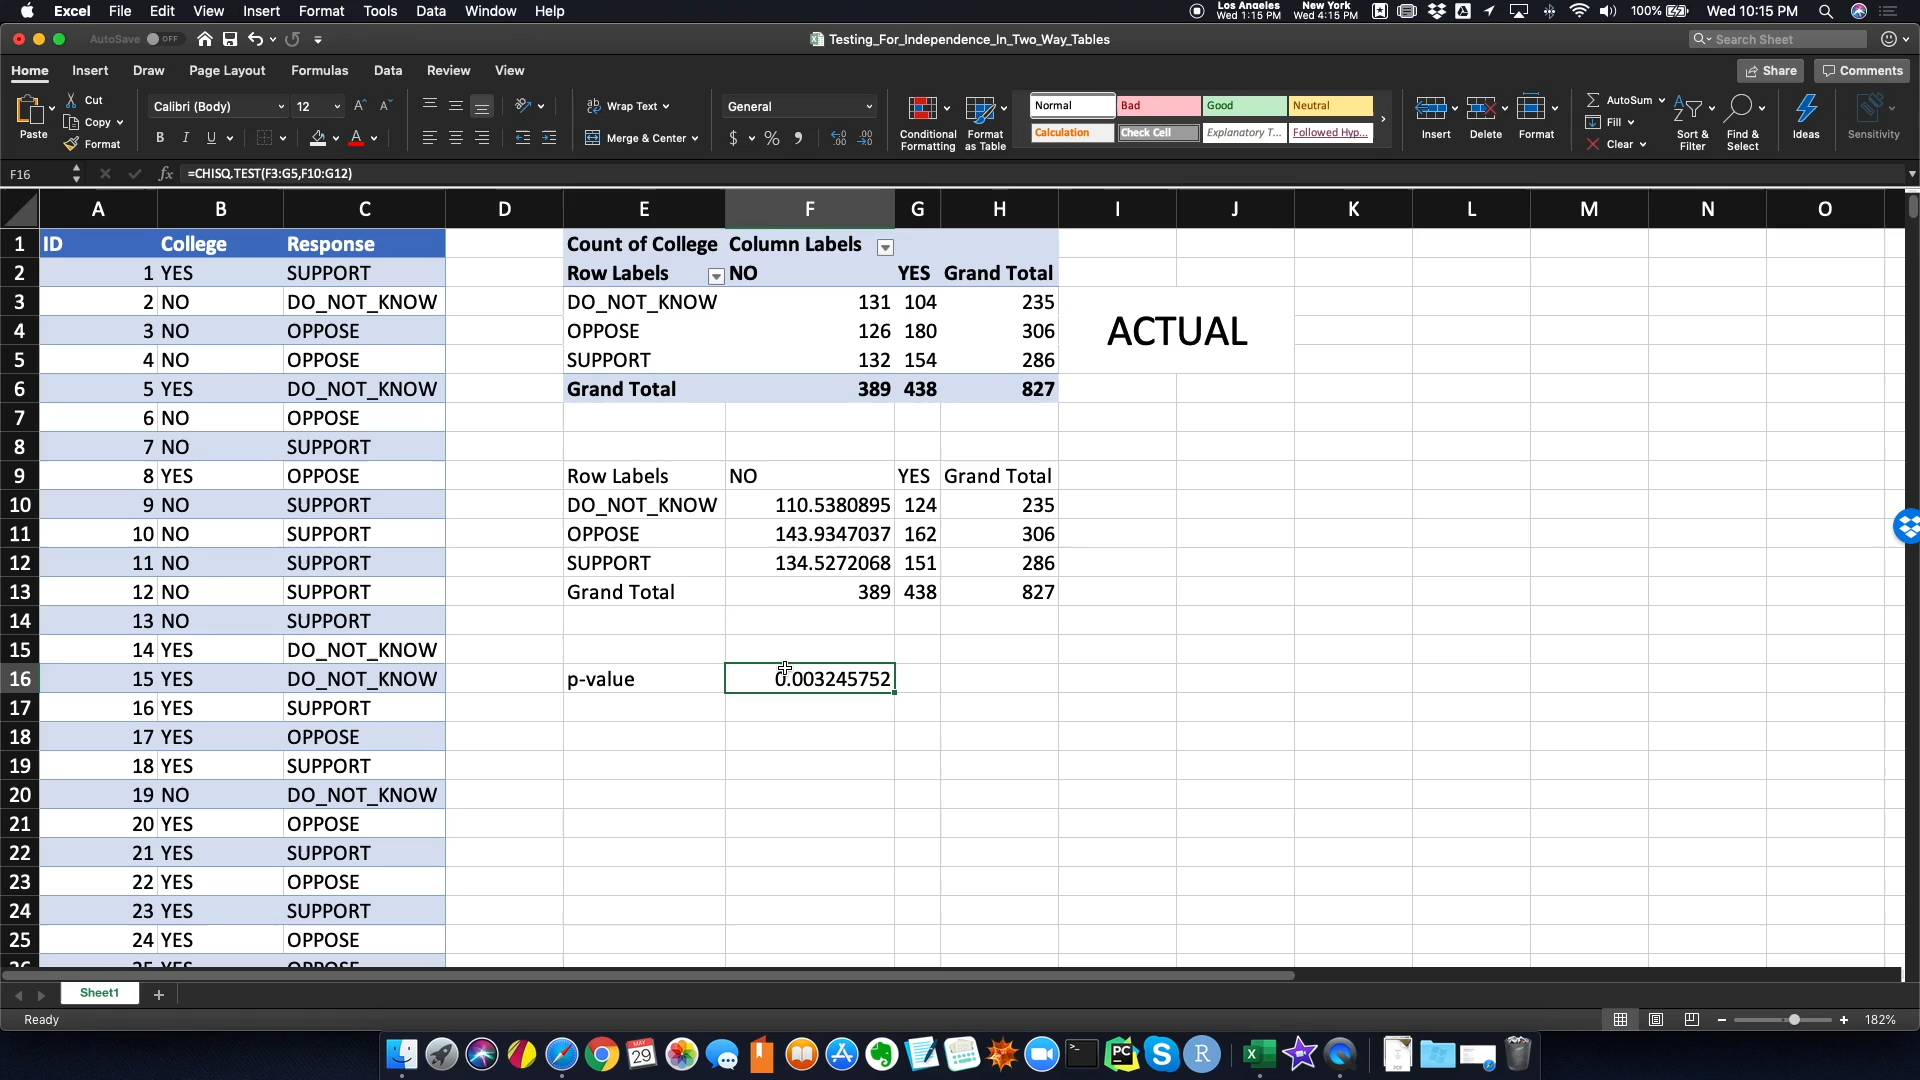 Excel File Edit View Insert Format Tools Data Window Help
Los Angeles New York
Wed 1:15 PM Wed 4:15 PM 100% Wed 10:15 PM
AutoSave OFF Testing_For_Independence_In_Two_Way_Tables Search Sheet
Home Insert Draw Page Layout Formulas Data Review View Share Comments
Paste Cut Copy Format
Calibri (Body) 12
B I U
Wrap Text
Merge & Center
General
$ %
Conditional Formatting
Format as Table
Normal Bad Good Neutral
Calculation Check Cell Explanatory T... Followed Hyp...
Insert Delete Format
AutoSum
Fill
Clear
Sort & Filter
Find & Select
Ideas
Sensitivity
F16 fx =CHISQ.TEST(F3:G5,F10:G12)
A B C D E F G H I J K L M N O
1 ID College Response Count of College Column Labels
2 1 YES SUPPORT Row Labels NO YES Grand Total
3 2 NO DO_NOT_KNOW DO_NOT_KNOW 131 104 235
4 3 NO OPPOSE OPPOSE 126 180 306 ACTUAL
5 4 NO OPPOSE SUPPORT 132 154 286
6 5 YES DO_NOT_KNOW Grand Total 389 438 827
7 6 NO OPPOSE
8 7 NO SUPPORT
9 8 YES OPPOSE Row Labels NO YES Grand Total
10 9 NO SUPPORT DO_NOT_KNOW 110.5380895 124 235
11 10 NO SUPPORT OPPOSE 143.9347037 162 306
12 11 NO SUPPORT SUPPORT 134.5272068 151 286
13 12 NO SUPPORT Grand Total 389 438 827
14 13 NO SUPPORT
15 14 YES DO_NOT_KNOW
16 15 YES DO_NOT_KNOW p-value 0.003245752
17 16 YES SUPPORT
18 17 YES OPPOSE
19 18 YES SUPPORT
20 19 NO DO_NOT_KNOW
21 20 YES OPPOSE
22 21 YES SUPPORT
23 22 YES OPPOSE
24 23 YES SUPPORT
25 24 YES OPPOSE
26 25 YES OPPOSE
Sheet1
Ready 182%
MAY 29
PC
S
R
X